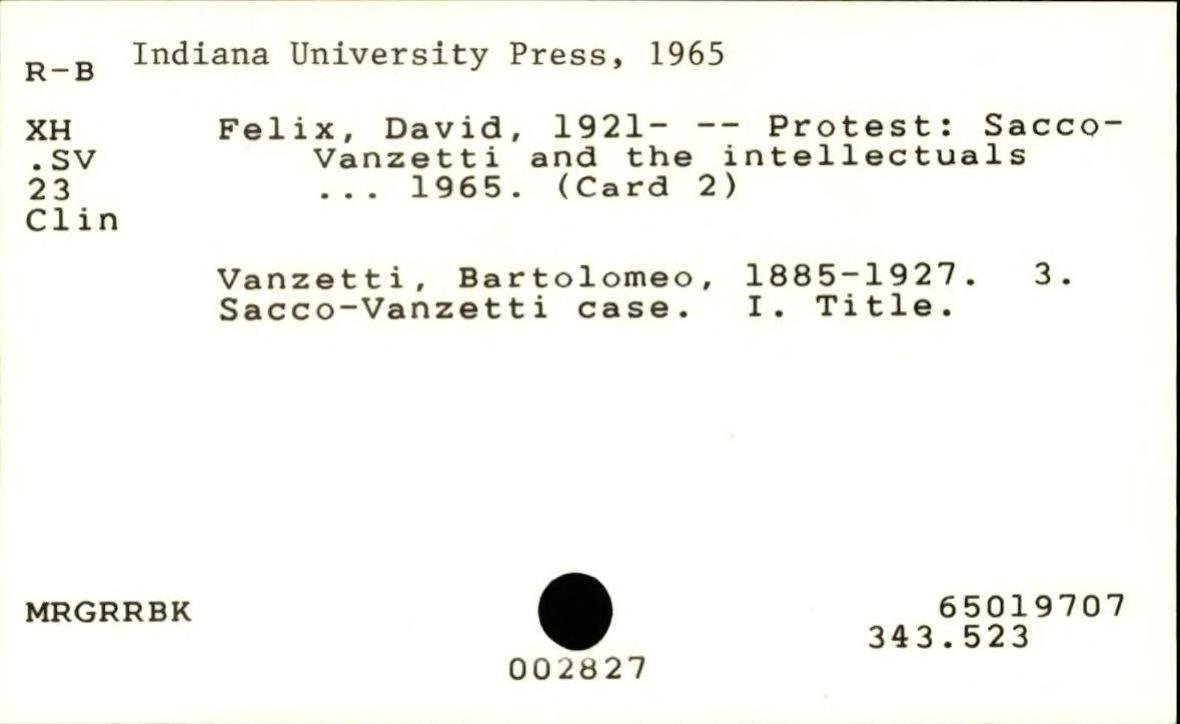 Indiana University Press, 1965
R-B
XH Felix, David, 1921- -- Protest: Sacco-
.SV Vanzetti and the intellectuals
23 ... 1965. (Card 2)
Clin
Vanzetti, Bartolomeo, 1885-1927. 3.
Sacco-Vanzetti case. I. Title.
MRGRRBK 65019707
343.523
002827